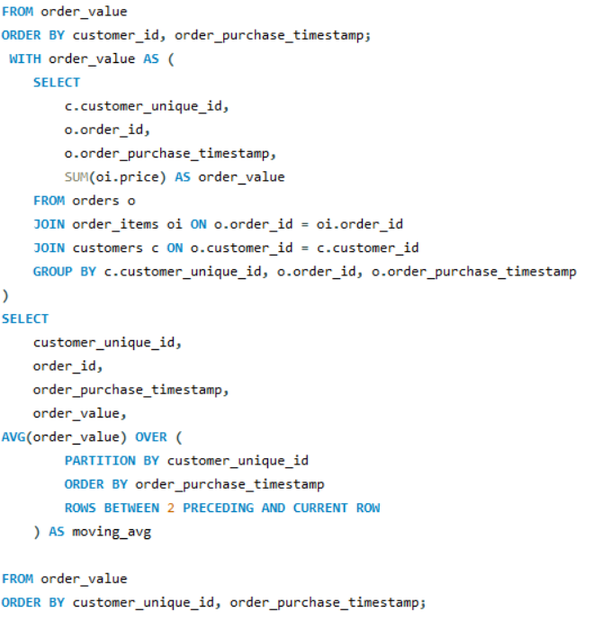 FROM order_value
ORDER BY customer_id, order_purchase_timestamp;
WITH order_value AS (
SELECT
c.customer_unique_id,
o.order_id,
o.order_purchase_timestamp,
SUM(oi.price) AS order_value
FROM orders o
JOIN order_items oi ON o.order_id = oi.order_id
JOIN customers c ON o.customer_id = c.customer_id
GROUP BY c.customer_unique_id, o.order_id, o.order_purchase_timestamp
)
SELECT
customer_unique_id,
order_id,
order_purchase_timestamp,
order_value,
AVG(order_value) OVER (
PARTITION BY customer_unique_id
ORDER BY order_purchase_timestamp
ROWS BETWEEN 2 PRECEDING AND CURRENT ROW
) AS moving_avg
FROM order_value
ORDER BY customer_unique_id, order_purchase_timestamp;